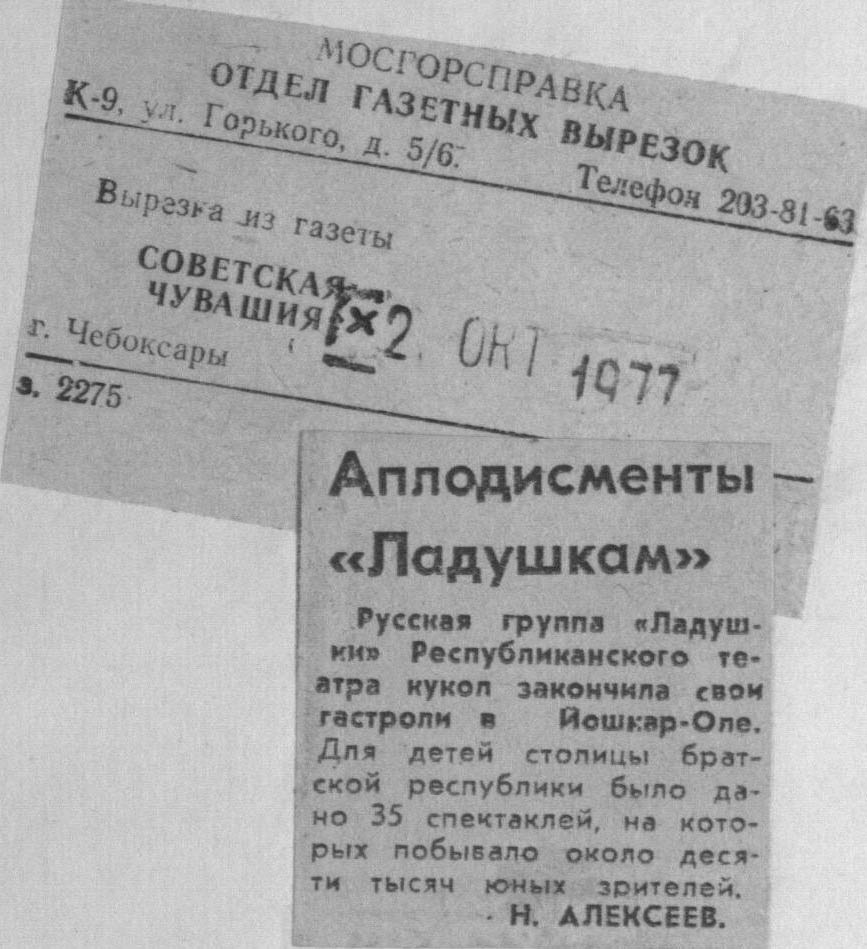 МОСГОРСПРАВКА
ОТДЕЛ ГАЗЕТНЫХ ВЫРЕЗОК
К-9, ул. Горького, д. 5/6.
Телефон 203-81-63
Вырезка из газеты
СОВЕТСКАЯ
ЧУВАШИЯ
2 ОКТ 1977
г. Чебоксары
з. 2275
Аплодисменты —
«Ладушкам»
Русская группа «Ладуш-
ки» Республиканского те-
атра кукол закончила свои
гастроли в Йошкар-Оле.
Для детей столицы брат-
ской республики было да-
но 35 спектаклей, на кото-
рых побывало около деся-
ти тысяч юных зрителей.
Н. АЛЕКСЕЕВ.